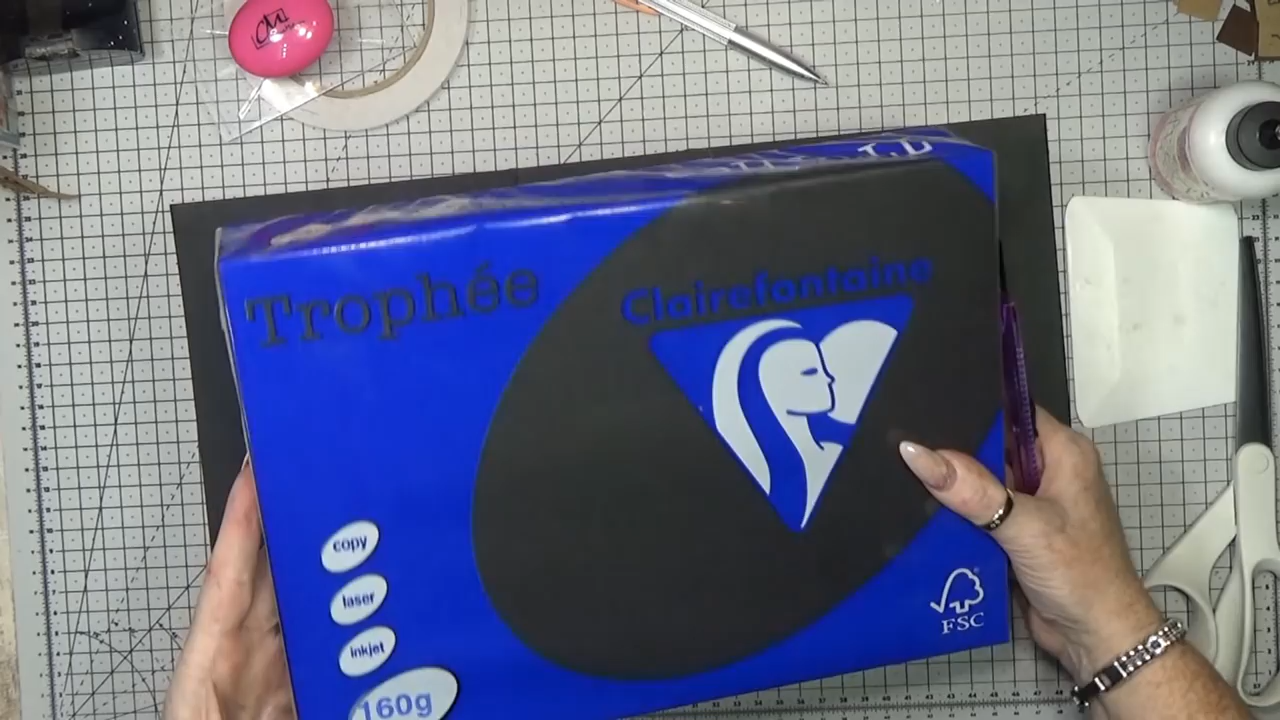 Trophée
Clairefontaine
copy
laser
inkjet
160g
FSC